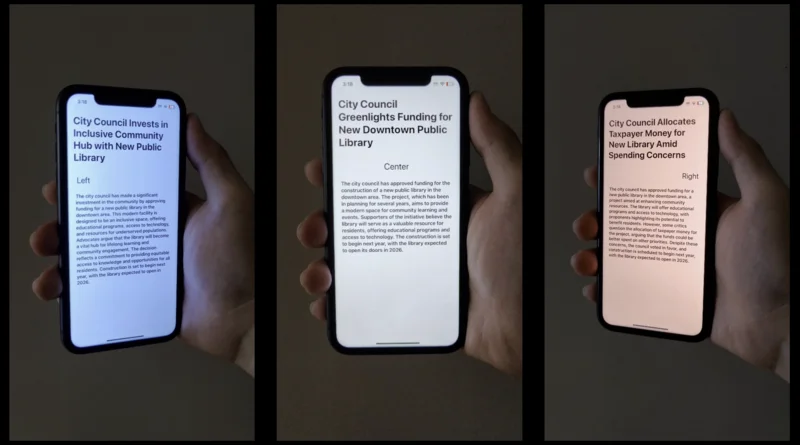 3:18
City Council Invests in
Inclusive Community
Hub with New Public
Library
Left
The city council has made a significant
investment in the community by approving
funding for a new public library in the
downtown area. This modern facility is
designed to be an inclusive space, offering
educational programs, access to technology,
and resources for underserved populations.
Advocates argue that the library will become
a vital hub for lifelong learning and
community engagement. The decision
reflects a commitment to providing equitable
access to knowledge and opportunities for all
residents. Construction is set to begin next
year, with the library expected to open in
2026.
3:18
City Council
Greenlights Funding for
New Downtown Public
Library
Center
The city council has approved funding for the
construction of a new public library in the
downtown area. The project, which has been
in planning for several years, aims to provide
a modern space for community learning and
events. Supporters of the initiative believe the
library will serve as a valuable resource for
residents, offering educational programs and
access to technology. The construction is set
to begin next year, with the library expected
to open its doors in 2026.
3:18
City Council Allocates
Taxpayer Money for
New Library Amid
Spending Concerns
Right
The city council has approved funding for a
new public library in the downtown area, a
project aimed at enhancing community
resources. The library will offer educational
programs and access to technology, with
proponents highlighting its potential to
benefit residents. However, some critics
question the allocation of taxpayer money for
the project, arguing that the funds could be
better spent on other priorities. Despite these
concerns, the council voted in favor, and
construction is scheduled to begin next year,
with the library expected to open in 2026.